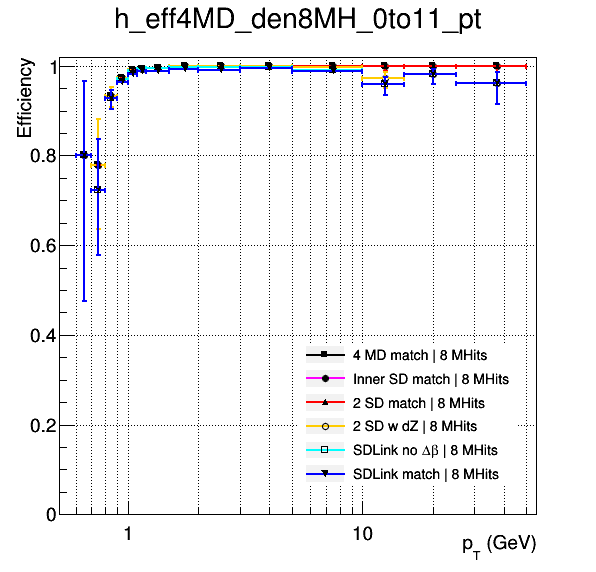 h_eff4MD_den8MH_0to11_pt
Efficiency
1
0.8
0.6
0.4
0.2
0
4 MD match | 8 MHits
Inner SD match | 8 MHits
2 SD match | 8 MHits
2 SD w dZ | 8 MHits
SDLink no Δβ | 8 MHits
SDLink match | 8 MHits
1
10
p_T (GeV)